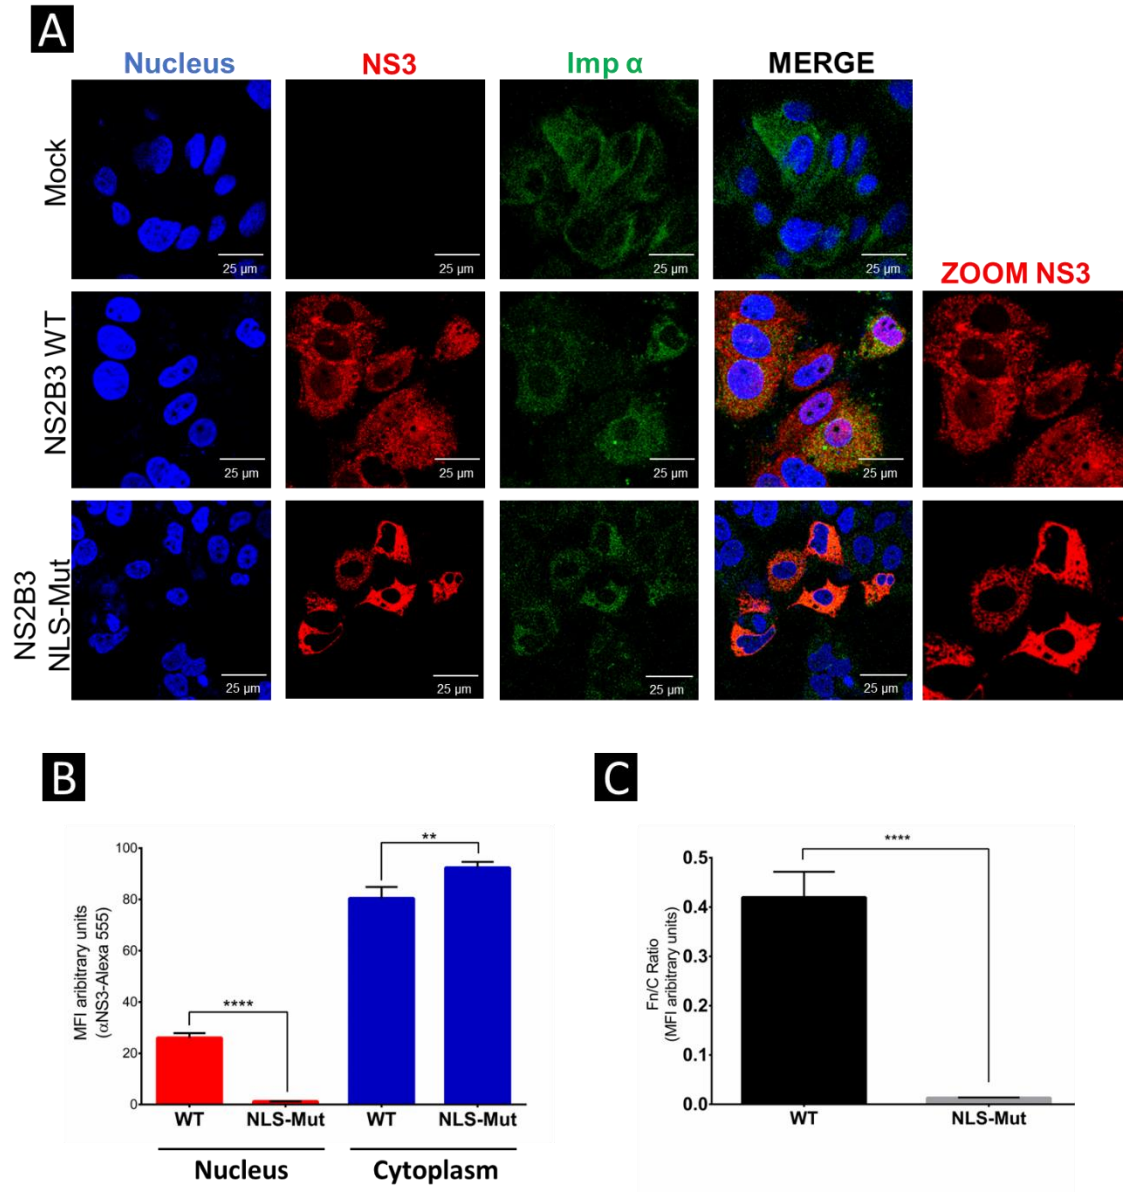 A
Nucleus NS3 Imp α MERGE
Mock
25 µm 25 µm 25 µm 25 µm
ZOOM NS3
NS2B3 WT
25 µm 25 µm 25 µm 25 µm
NS2B3
NLS-Mut
25 µm 25 µm 25 µm 25 µm
B
MFI aribitrary units
(αNS3-Alexa 555)
100
80
60
40
20
0
****
**
WT NLS-Mut WT NLS-Mut
Nucleus Cytoplasm
C
Fn/C Ratio
(MFI aribitrary units)
0.5
0.4
0.3
0.2
0.1
0.0
****
WT NLS-Mut